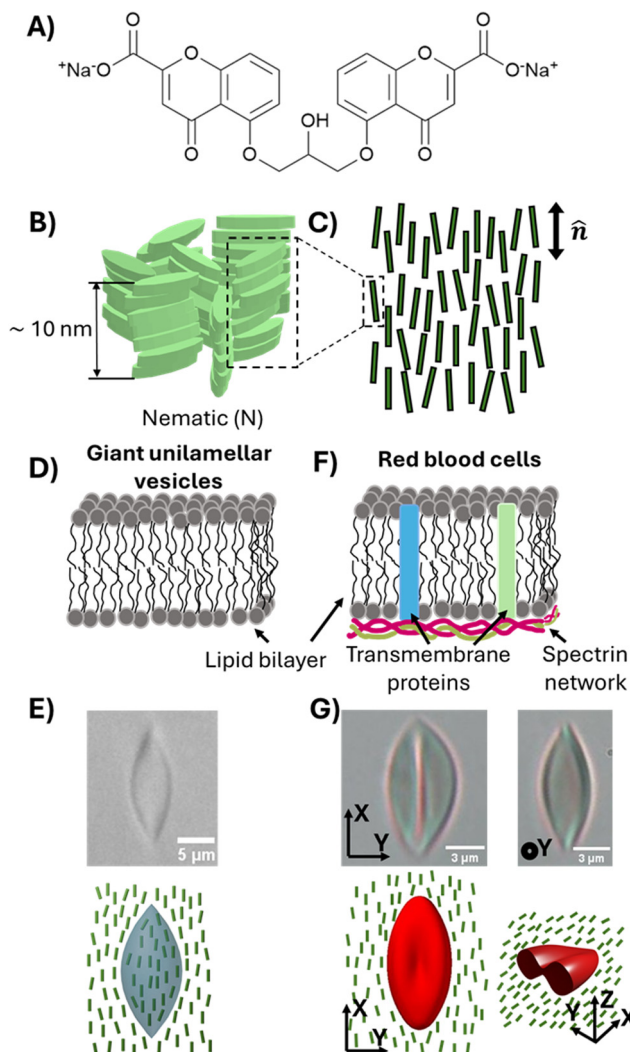 A)
O
O
O
O
⁺Na⁻O
O⁻Na⁺
OH
O
O
O
O
B)
C)
n̂
~ 10 nm
Nematic (N)
D)
Giant unilamellar
vesicles
F)
Red blood cells
Lipid bilayer
Transmembrane
proteins
Spectrin
network
E)
G)
5 µm
X
Y
3 µm
Y
3 µm
X
Y
Z
Y
X